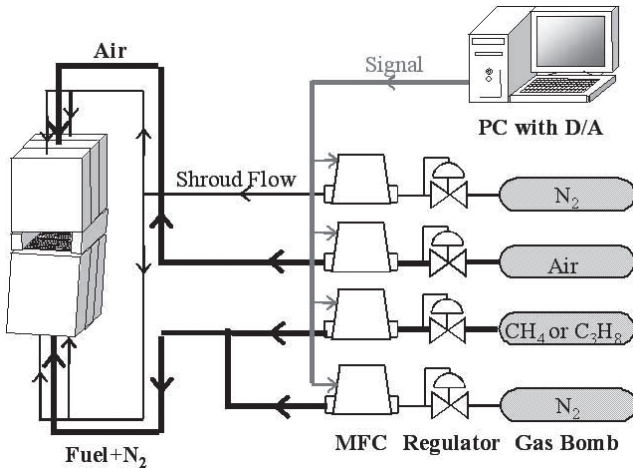 Air
Signal
PC with D/A
Shroud Flow
N₂
Air
CH₄ or C₃H₈
N₂
MFC Regulator Gas Bomb
Fuel+N₂